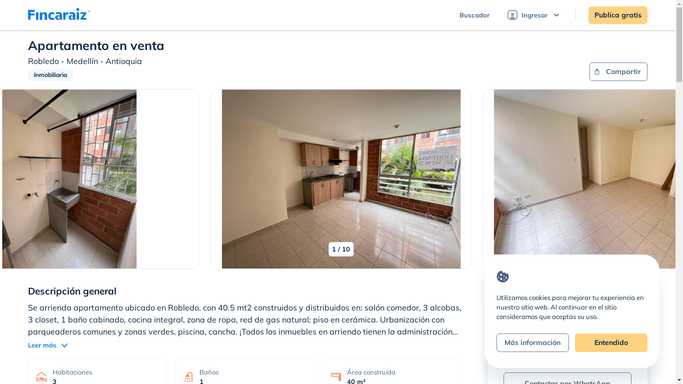 Fincaraiz
Buscador
Ingresar
Publica gratis
Apartamento en venta
Robledo - Medellín - Antioquia
Inmobiliaria
Compartir
1 / 10
Descripción general
Se arrienda apartamento ubicado en Robledo, con 40.5 mt2 construidos y distribuidos en: salón comedor, 3 alcobas,
3 closet, 1 baño cabinado, cocina integral, zona de ropa, red de gas natural; piso en cerámica. Urbanización con
parqueaderos comunes y zonas verdes, piscina, cancha. ¡Todos los inmuebles en arriendo tienen la administración...
Leer más
Habitaciones
3
Baños
1
Área construida
40 m²
Utilizamos cookies para mejorar tu experiencia en
nuestro sitio web. Al continuar en el sitio
consideramos que aceptas su uso.
Más información
Entendido
Contactar por WhatsApp